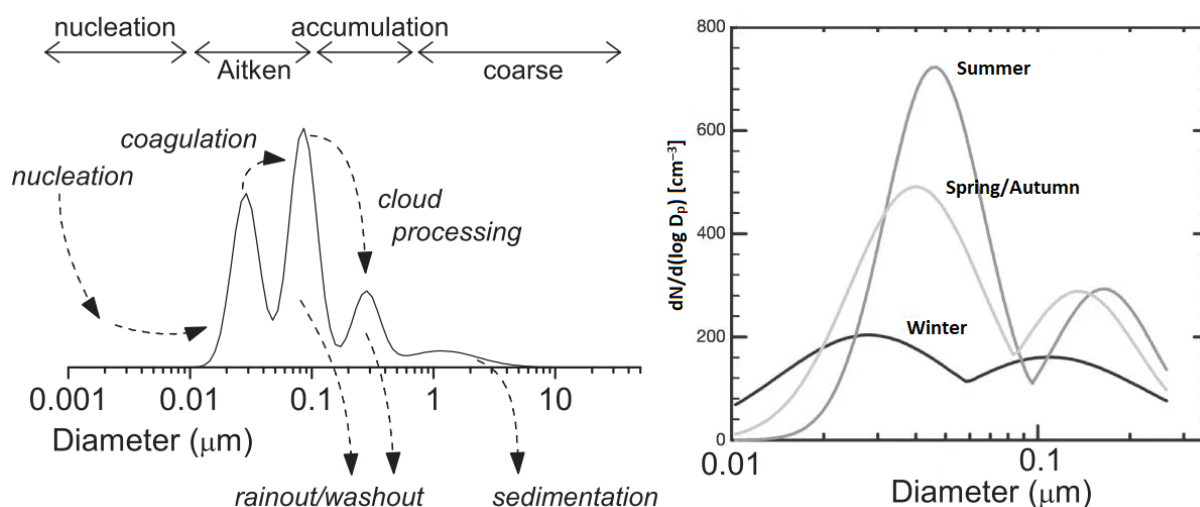 nucleation
accumulation
Aitken
coarse
coagulation
nucleation
cloud
processing
0.001
0.01
0.1
1
10
Diameter (μm)
rainout/washout
sedimentation
800
600
400
200
0
dN/d(log Dₚ) [cm⁻³]
Summer
Spring/Autumn
Winter
0.01
0.1
Diameter (μm)